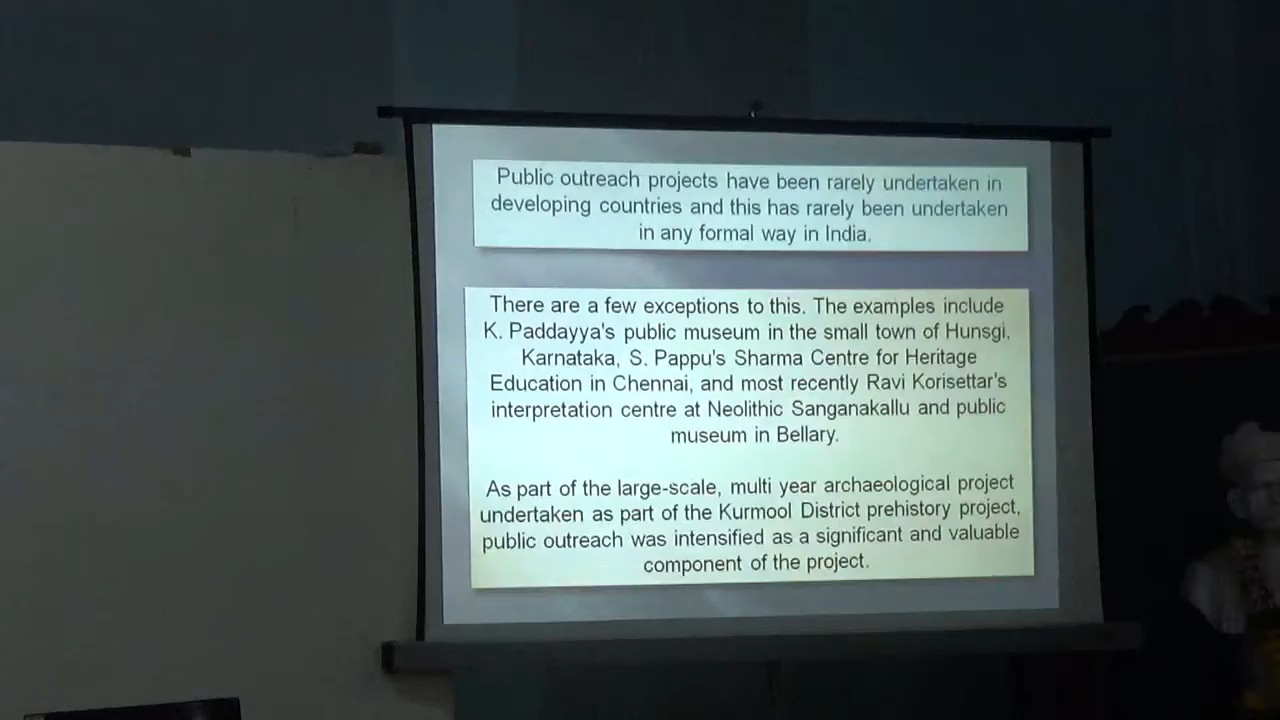 Public outreach projects have been rarely undertaken in
developing countries and this has rarely been undertaken
in any formal way in India.
There are a few exceptions to this. The examples include
K. Paddayya's public museum in the small town of Hunsgi,
Karnataka, S. Pappu's Sharma Centre for Heritage
Education in Chennai, and most recently Ravi Korisettar's
interpretation centre at Neolithic Sanganakallu and public
museum in Bellary.
As part of the large-scale, multi year archaeological project
undertaken as part of the Kurmool District prehistory project,
public outreach was intensified as a significant and valuable
component of the project.